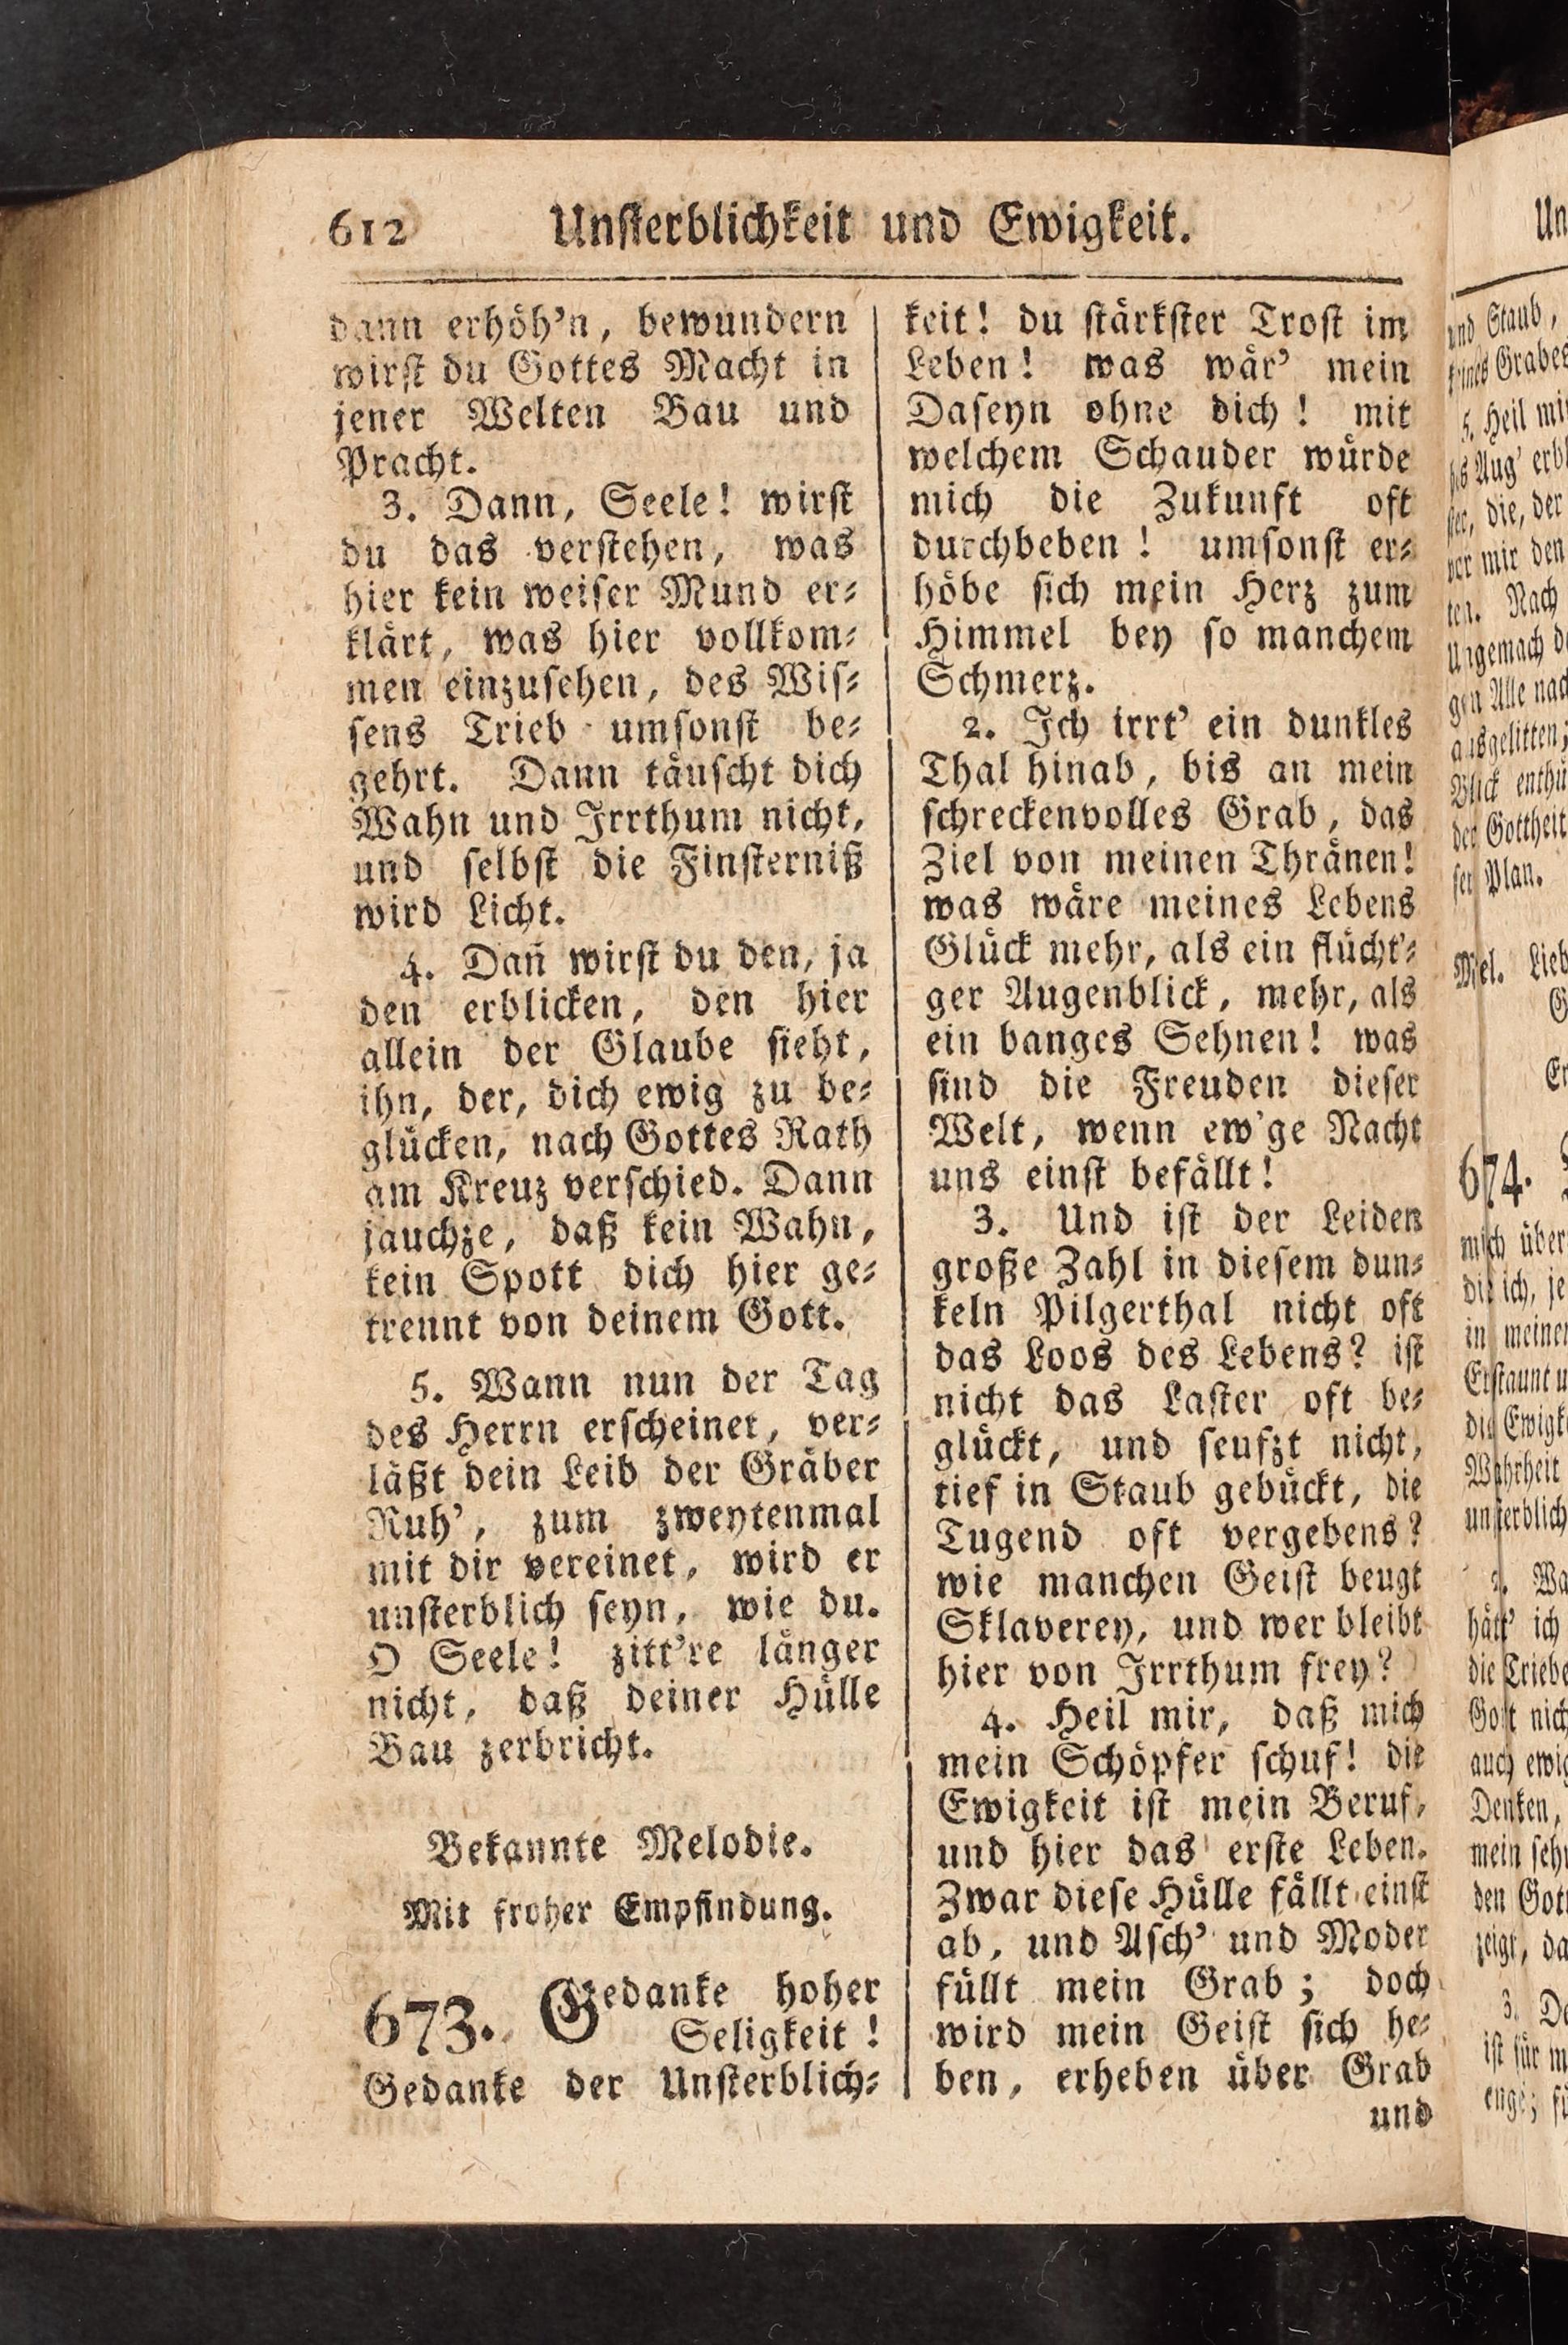 612 Unsterblichkeit und Ewigkeit.
dann erhöh'n, bewundern
wirst du Gottes Macht in
jener Welten Bau und
Pracht.
3. Dann, Seele! wirst
du das verstehen, was
hier kein weiser Mund er⸗
klärt, was hier vollkom⸗
men einzusehen, des Wis⸗
sens Trieb umsonst be⸗
gehrt. Dann täuscht dich
Wahn und Irrthum nicht,
und selbst die Finsterniß
wird Licht.
4. Dañ wirst du den, ja
den erblicken, den hier
allein der Glaube sieht,
ihn, der, dich ewig zu be⸗
glücken, nach Gottes Rath
am Kreuz verschied. Dann
jauchze, daß kein Wahn,
kein Spott dich hier ge⸗
trennt von deinem Gott.
5. Wann nun der Tag
des Herrn erscheinet, ver⸗
läßt dein Leib der Gräber
Ruh', zum zweytenmal
mit dir vereinet, wird er
unsterblich seyn, wie du.
O Seele! zitt're länger
nicht, daß deiner Hülle
Bau zerbricht.
Bekannte Melodie.
Mit froher Empfindung.
673. Gedanke hoher
Seligkeit!
Gedanke der Unsterblich⸗
keit! du stärkster Trost im
Leben! was wär' mein
Daseyn ohne dich! mit
welchem Schauder würde
mich die Zukunft oft
durchbeben! umsonst er⸗
höbe sich mein Herz zum
Himmel bey so manchem
Schmerz.
2. Ich irrt' ein dunkles
Thal hinab, bis an mein
schreckenvolles Grab, das
Ziel von meinen Thränen!
was wäre meines Lebens
Glück mehr, als ein flücht'⸗
ger Augenblick, mehr, als
ein banges Sehnen! was
sind die Freuden dieser
Welt, wenn ew'ge Nacht
uns einst befällt!
3. Und ist der Leiden
große Zahl in diesem dun⸗
keln Pilgerthal nicht oft
das Loos des Lebens? ist
nicht das Laster oft be⸗
glückt, und seufzt nicht,
tief in Staub gebückt, die
Tugend oft vergebens?
wie manchen Geist beugt
Sklaverey, und wer bleibt
hier von Irrthum frey?
4. Heil mir, daß mich
mein Schöpfer schuf! die
Ewigkeit ist mein Beruf,
und hier das erste Leben.
Zwar diese Hülle fällt einst
ab, und Asch' und Moder
füllt mein Grab; doch
wird mein Geist sich he⸗
ben, erheben über Grab
und